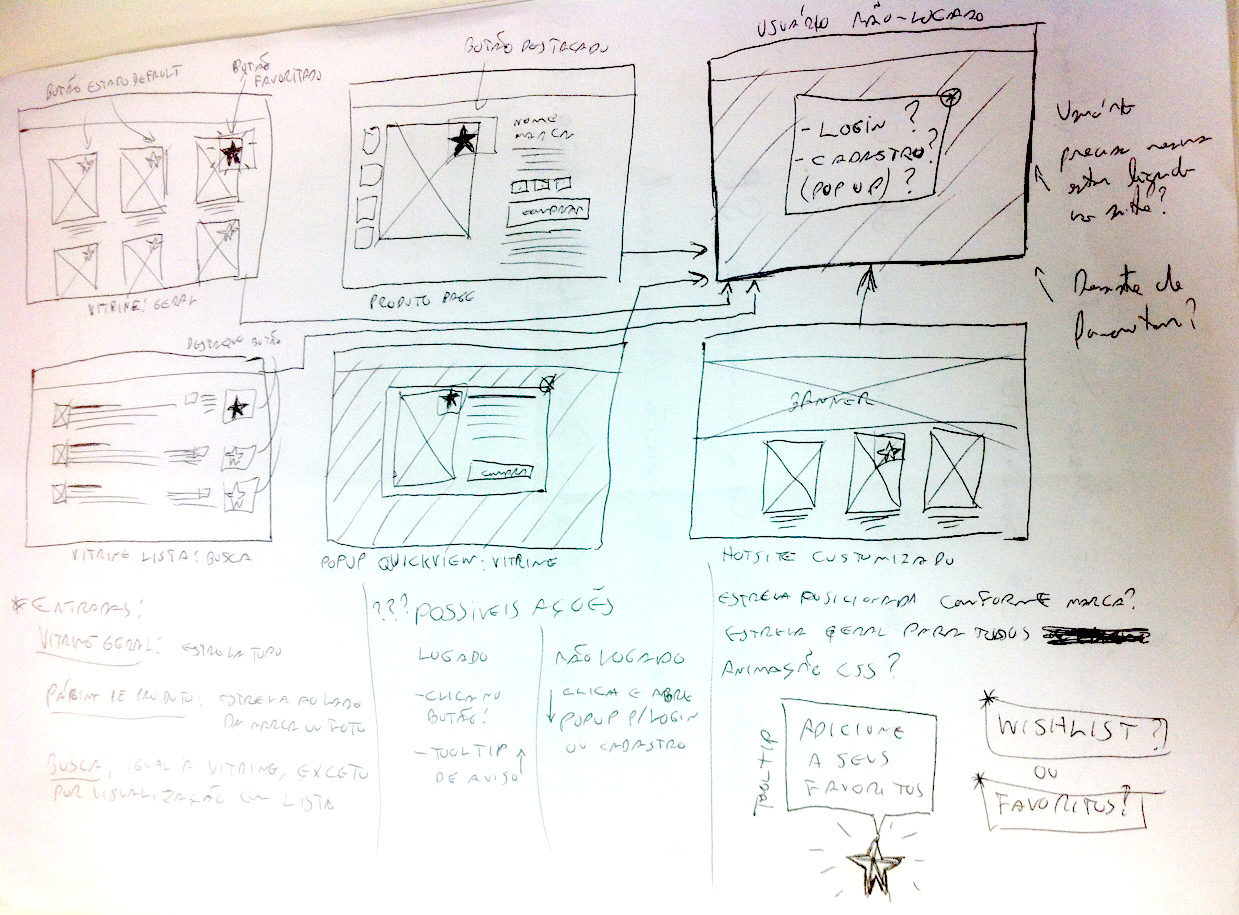 USUÁRIO NÃO-LOGADO
BOTÃO ESTADO DEFAULT
BOTÃO
FAVORITADO
BOTÃO DESTACADO
NOME
MARCA
COMPRAR
- LOGIN ?
- CADASTRO?
(POPUP) ?
Usuário
precisa mesmo
estar logado
no site?
VITRINE: GERAL
PRODUTO PAGE
DESTAQUE BOTÃO
BANNER
COMPRAR
VITRINE LISTA: BUSCA
POPUP QUICKVIEW: VITRINE
HOTSITE CUSTOMIZADO
* ENTRADAS:
VITRINE GERAL: ESTRELA TOPO
PÁGINA DE PRODUTO: ESTRELA AO LADO
DA MARCA OU FOTO
BUSCA, IGUAL A VITRINE, EXCETO
POR VISUALIZAÇÃO EM LISTA
??? POSSÍVEIS AÇÕES
LOGADO
- CLICA NO
BOTÃO!
- TOOLTIP
DE AVISO
NÃO LOGADO
CLICA E ABRE
POPUP P/ LOGIN
OU CADASTRO
ESTRELA POSICIONADA CONFORME MARCA?
ESTRELA GERAL PARA TODOS
ANIMAÇÃO CSS?
TOOLTIP
ADICIONE
A SEUS
FAVORITOS
* WISHLIST?
OU
* FAVORITOS?